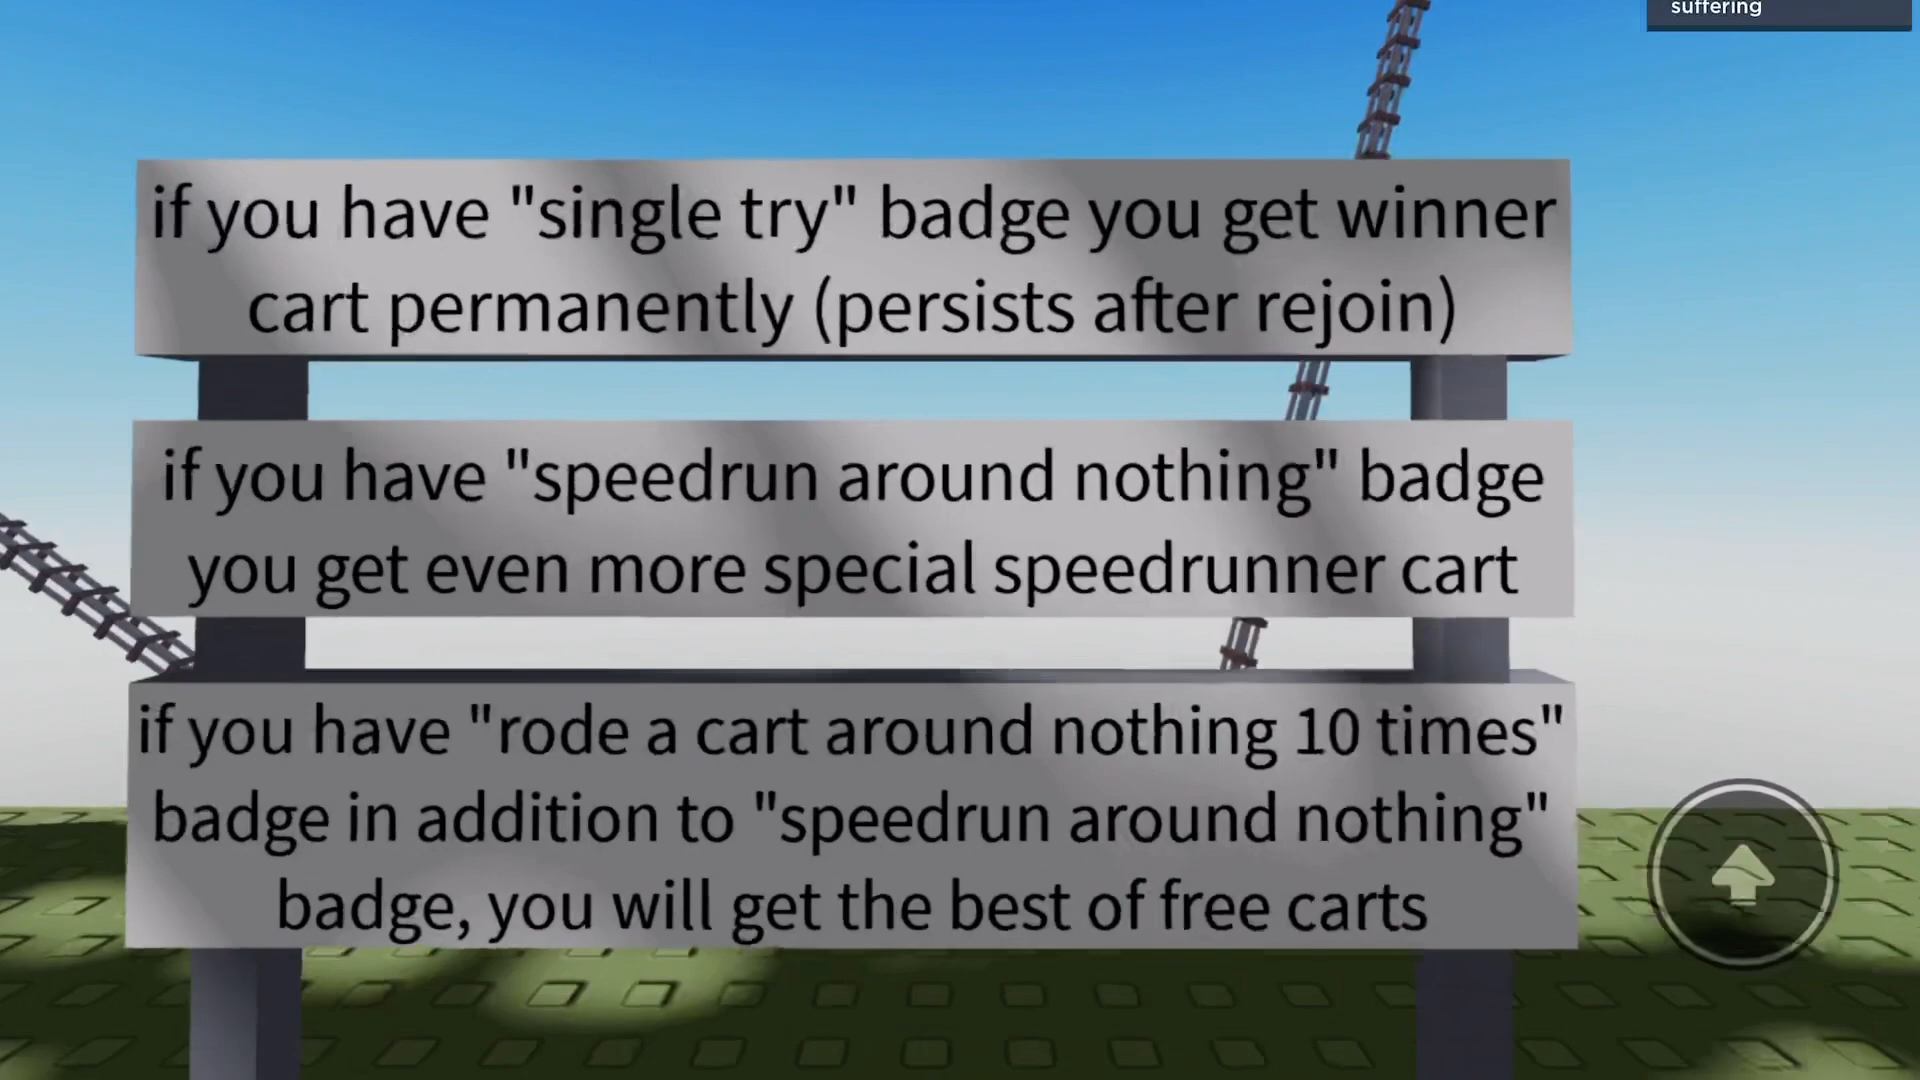 suffering
if you have "single try" badge you get winner
cart permanently (persists after rejoin)
if you have "speedrun around nothing" badge
you get even more special speedrunner cart
if you have "rode a cart around nothing 10 times"
badge in addition to "speedrun around nothing"
badge, you will get the best of free carts